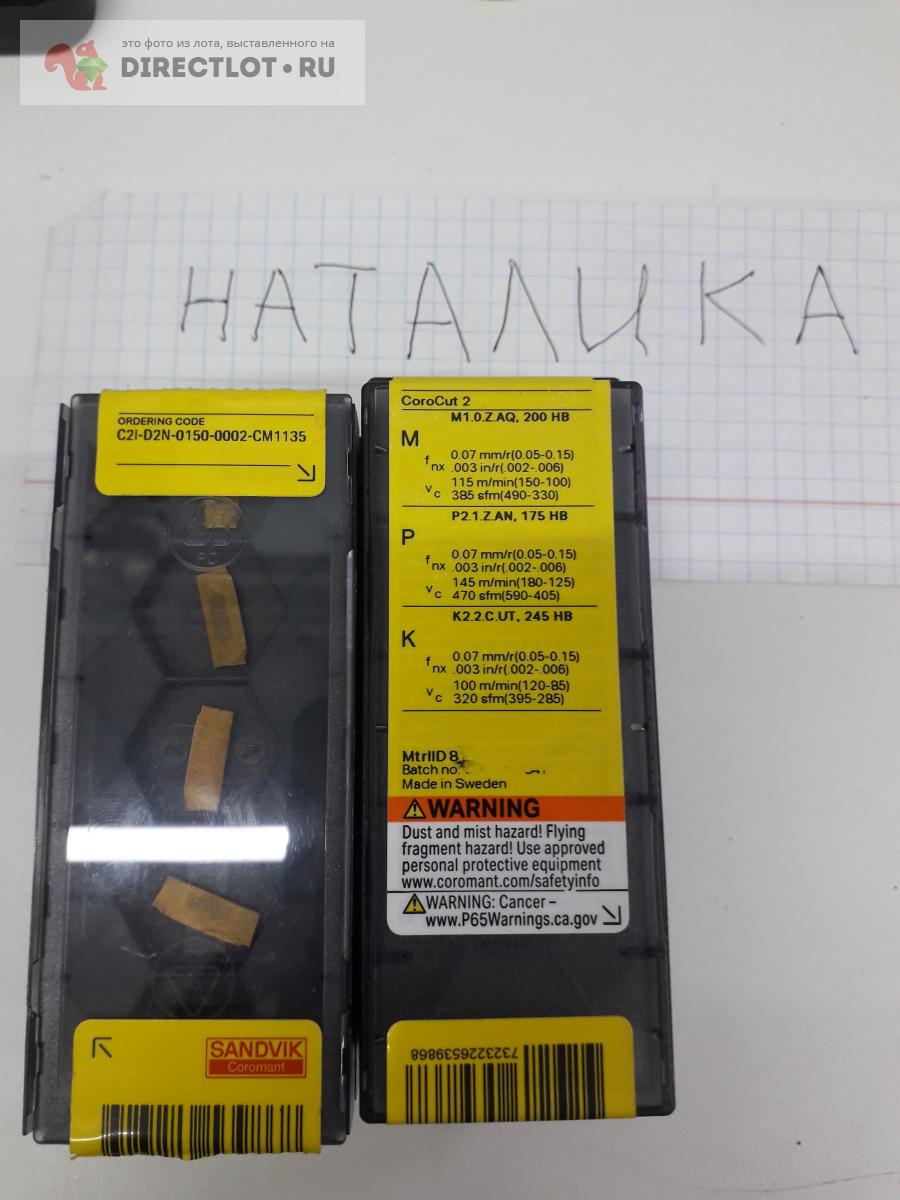 это фото из лота, выставленного на
DIRECTLOT•RU
НАТАЛИКА
ORDERING CODE
C2I-D2N-0150-0002-CM1135
SANDVIK
Coromant
CoroCut 2
M1.0.Z.AQ, 200 HB
M
fnx 0.07 mm/r(0.05-0.15)
.003 in/r(.002-.006)
vc 115 m/min(150-100)
385 sfm(490-330)
P2.1.Z.AN, 175 HB
P
fnx 0.07 mm/r(0.05-0.15)
.003 in/r(.002-.006)
vc 145 m/min(180-125)
470 sfm(590-405)
K2.2.C.UT, 245 HB
K
fnx 0.07 mm/r(0.05-0.15)
.003 in/r(.002-.006)
vc 100 m/min(120-85)
320 sfm(395-285)
MtrlID 8
Batch no:
Made in Sweden
WARNING
Dust and mist hazard! Flying
fragment hazard! Use approved
personal protective equipment
www.coromant.com/safetyinfo
WARNING: Cancer –
www.P65Warnings.ca.gov
7323226539868